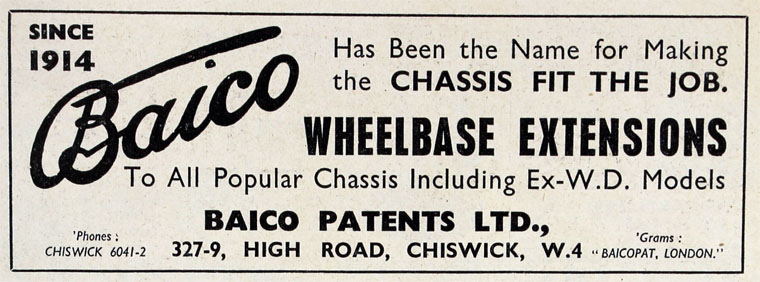 SINCE
1914
Baico
Has Been the Name for Making
the CHASSIS FIT THE JOB.
WHEELBASE EXTENSIONS
To All Popular Chassis Including Ex-W.D. Models
BAICO PATENTS LTD.,
'Phones :
CHISWICK 6041-2
327-9, HIGH ROAD, CHISWICK, W.4
'Grams :
"BAICOPAT, LONDON."